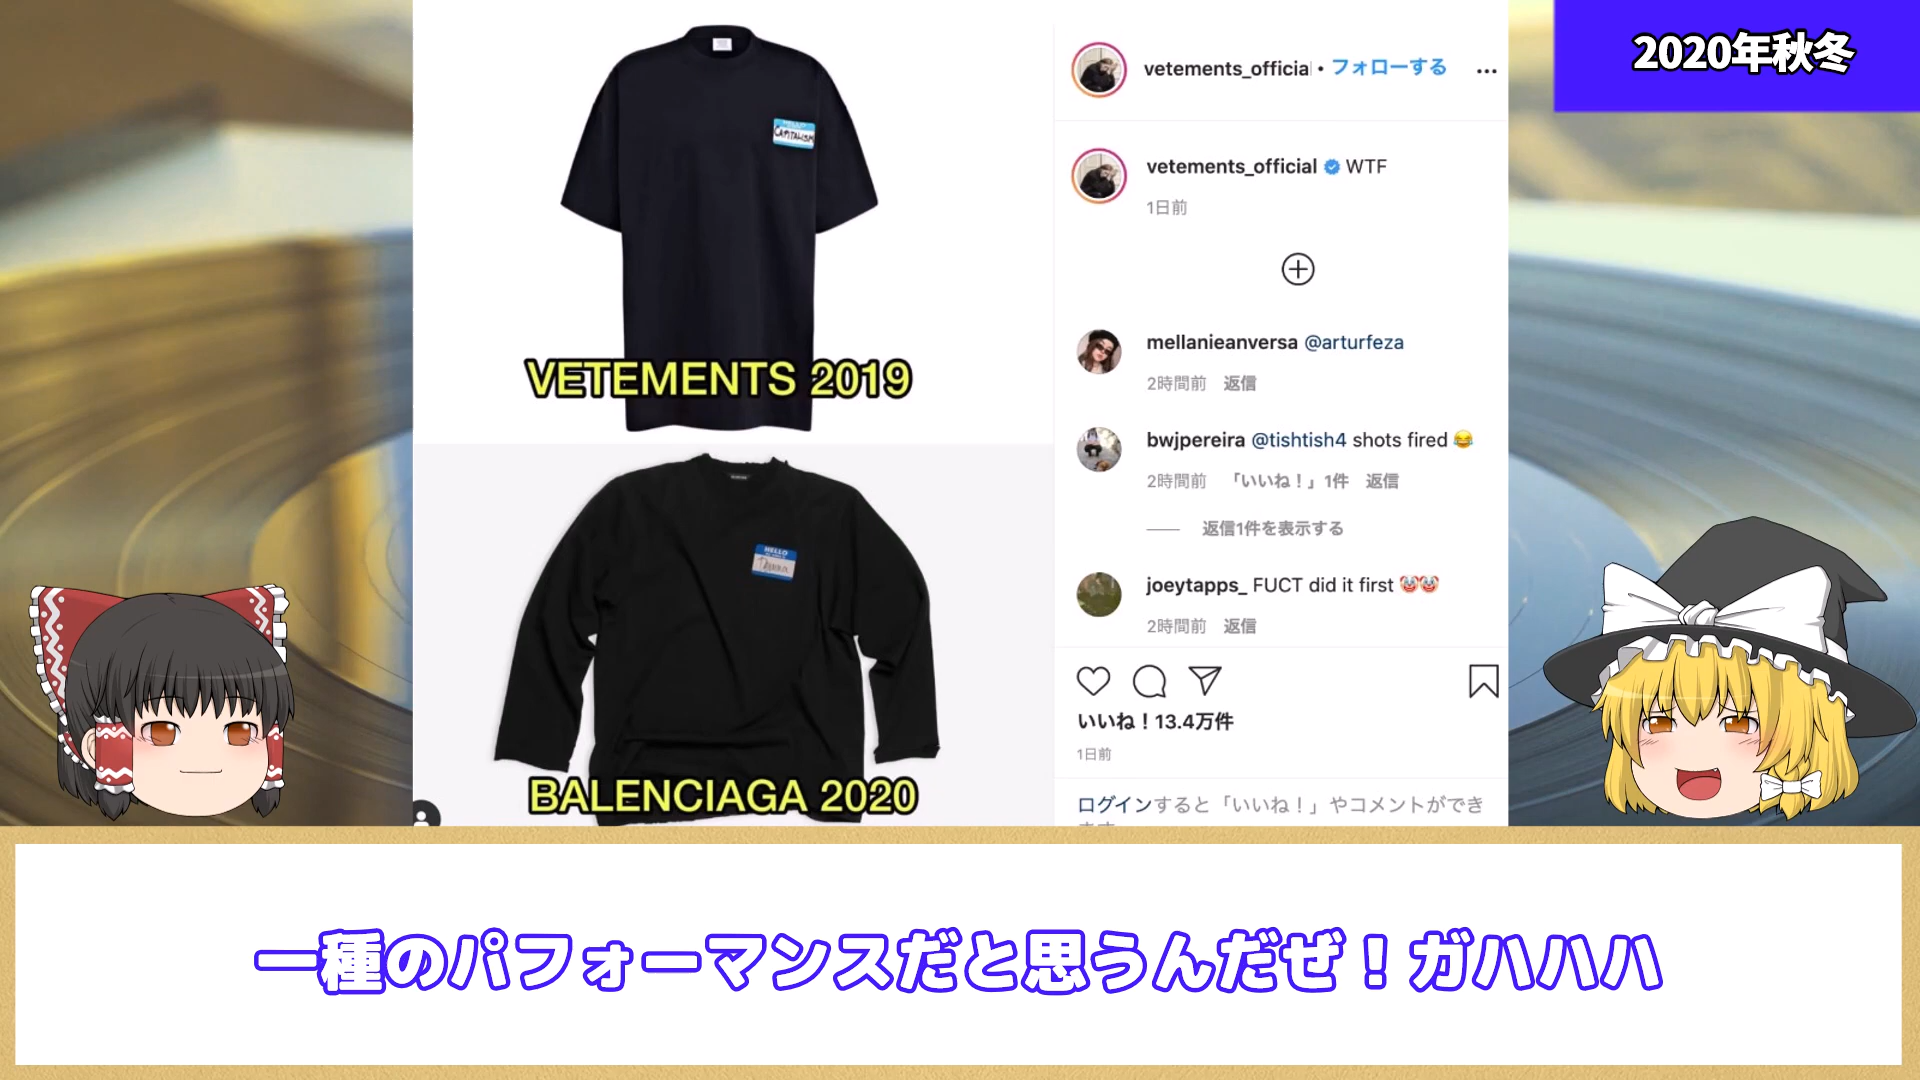 2020年秋冬
vetements_officia • フォローする ...
vetements_official WTF
1日前
mellanieanversa @arturfeza
2時間前 返信
bwjpereira @tishtish4 shots fired 😂
2時間前 「いいね！」1件 返信
返信1件を表示する
joeytapps_ FUCT did it first 🤡🤡
2時間前 返信
いいね！13.4万件
1日前
ログインすると「いいね！」やコメントができ
CAPITALISM
VETEMENTS 2019
HELLO
BALENCIAGA 2020
一種のパフォーマンスだと思うんだぜ！ガハハハ